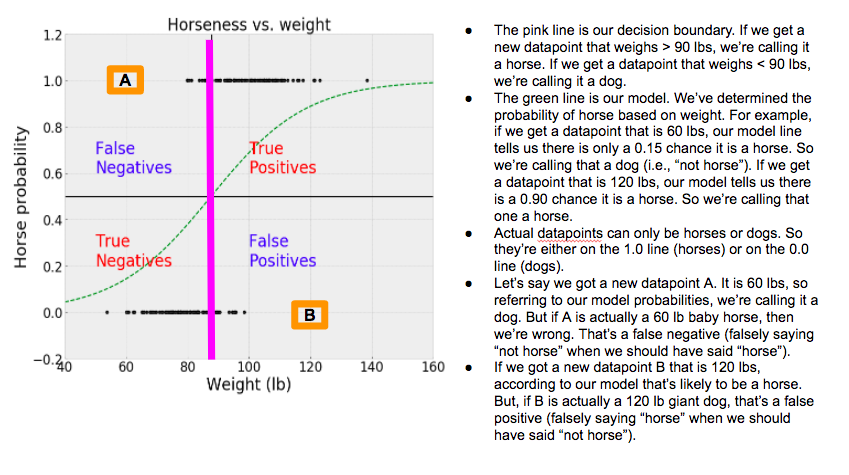 Horseness vs. weight
1.2
1.0
0.8
0.6
0.4
0.2
0.0
−0.2
Horse probability
A
False
Negatives
True
Positives
True
Negatives
False
Positives
B
40
60
80
100
120
140
160
Weight (lb)
● The pink line is our decision boundary. If we get a
new datapoint that weighs > 90 lbs, we’re calling it
a horse. If we get a datapoint that weighs < 90 lbs,
we’re calling it a dog.
● The green line is our model. We’ve determined the
probability of horse based on weight. For example,
if we get a datapoint that is 60 lbs, our model line
tells us there is only a 0.15 chance it is a horse. So
we’re calling that a dog (i.e., “not horse”). If we get
a datapoint that is 120 lbs, our model tells us there
is a 0.90 chance it is a horse. So we’re calling that
one a horse.
● Actual datapoints can only be horses or dogs. So
they’re either on the 1.0 line (horses) or on the 0.0
line (dogs).
● Let’s say we got a new datapoint A. It is 60 lbs, so
referring to our model probabilities, we’re calling it a
dog. But if A is actually a 60 lb baby horse, then
we’re wrong. That’s a false negative (falsely saying
“not horse” when we should have said “horse”).
● If we got a new datapoint B that is 120 lbs,
according to our model that’s likely to be a horse.
But, if B is actually a 120 lb giant dog, that’s a false
positive (falsely saying “horse” when we should
have said “not horse”).